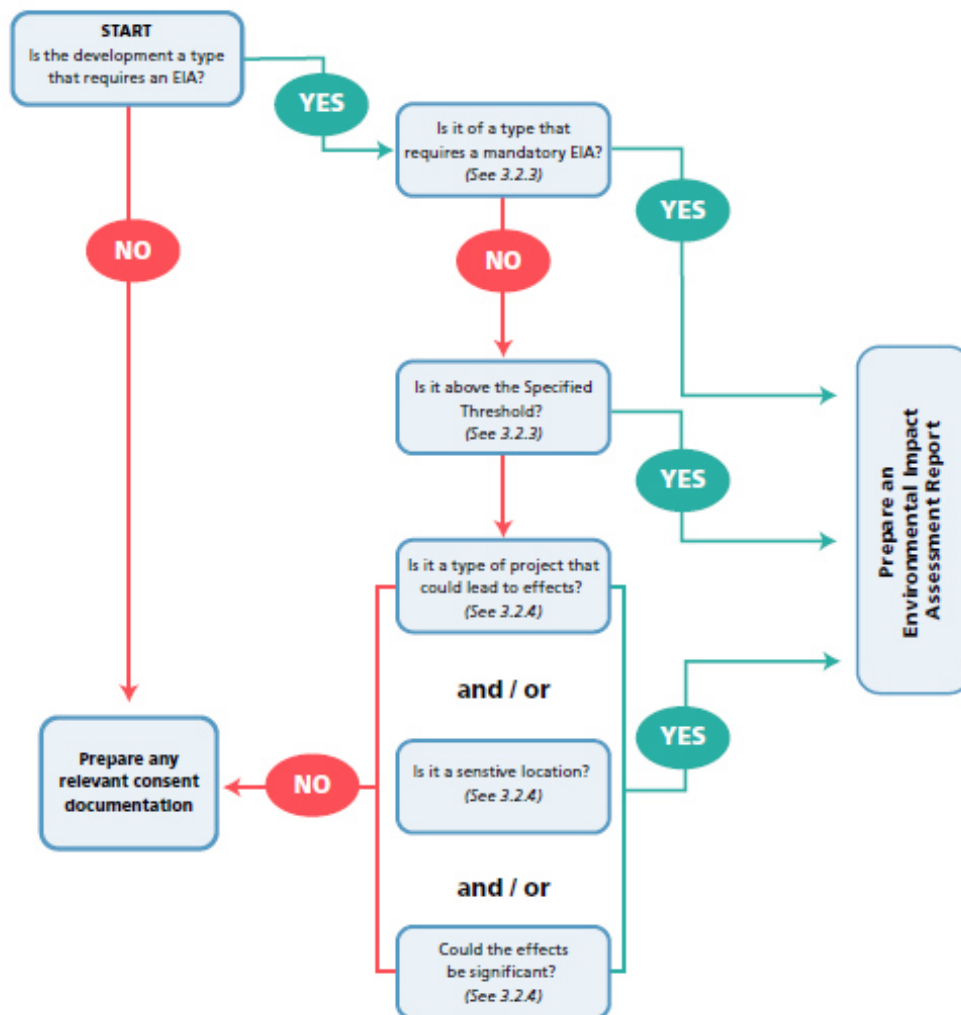 START
Is the development a type
that requires an EIA?
YES
Is it of a type that
requires a mandatory EIA?
(See 3.2.3)
YES
NO
NO
Is it above the Specified
Threshold?
(See 3.2.3)
YES
Prepare an
Environmental Impact
Assessment Report
Is it a type of project that
could lead to effects?
(See 3.2.4)
and / or
YES
Prepare any
relevant consent
documentation
NO
Is it a senstive location?
(See 3.2.4)
and / or
Could the effects
be significant?
(See 3.2.4)